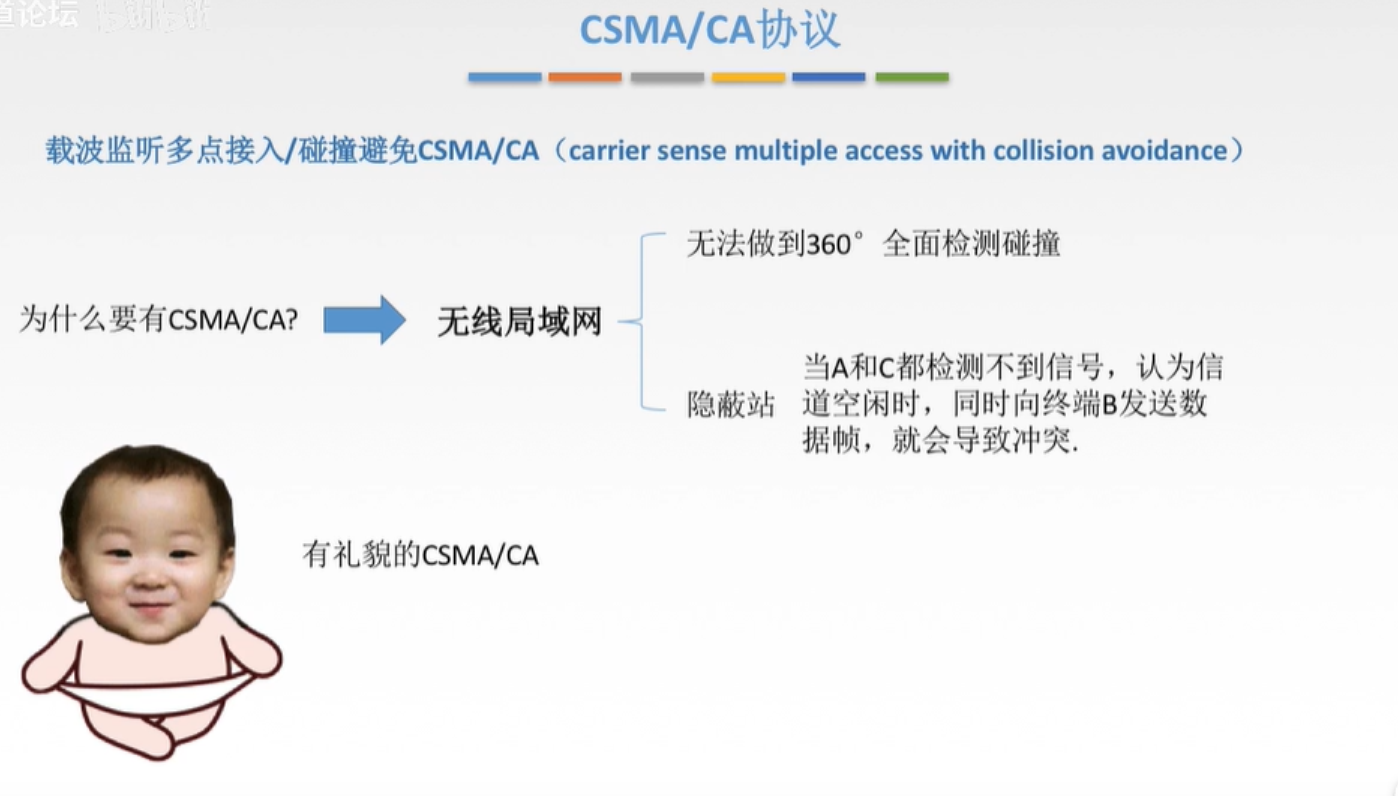 道论坛
CSMA/CA协议
载波监听多点接入/碰撞避免CSMA/CA（carrier sense multiple access with collision avoidance）
无法做到360°全面检测碰撞
为什么要有CSMA/CA?
无线局域网
隐蔽站
当A和C都检测不到信号，认为信
道空闲时，同时向终端B发送数
据帧，就会导致冲突.
有礼貌的CSMA/CA